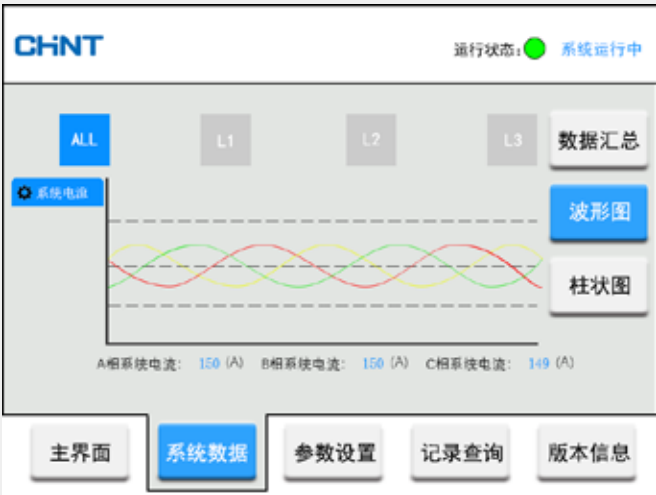 CHiNT
运行状态: 系统运行中
ALL L1 L2 L3 数据汇总
系统电流
波形图
柱状图
A相系统电流: 150 (A) B相系统电流: 150 (A) C相系统电流: 149 (A)
主界面 系统数据 参数设置 记录查询 版本信息